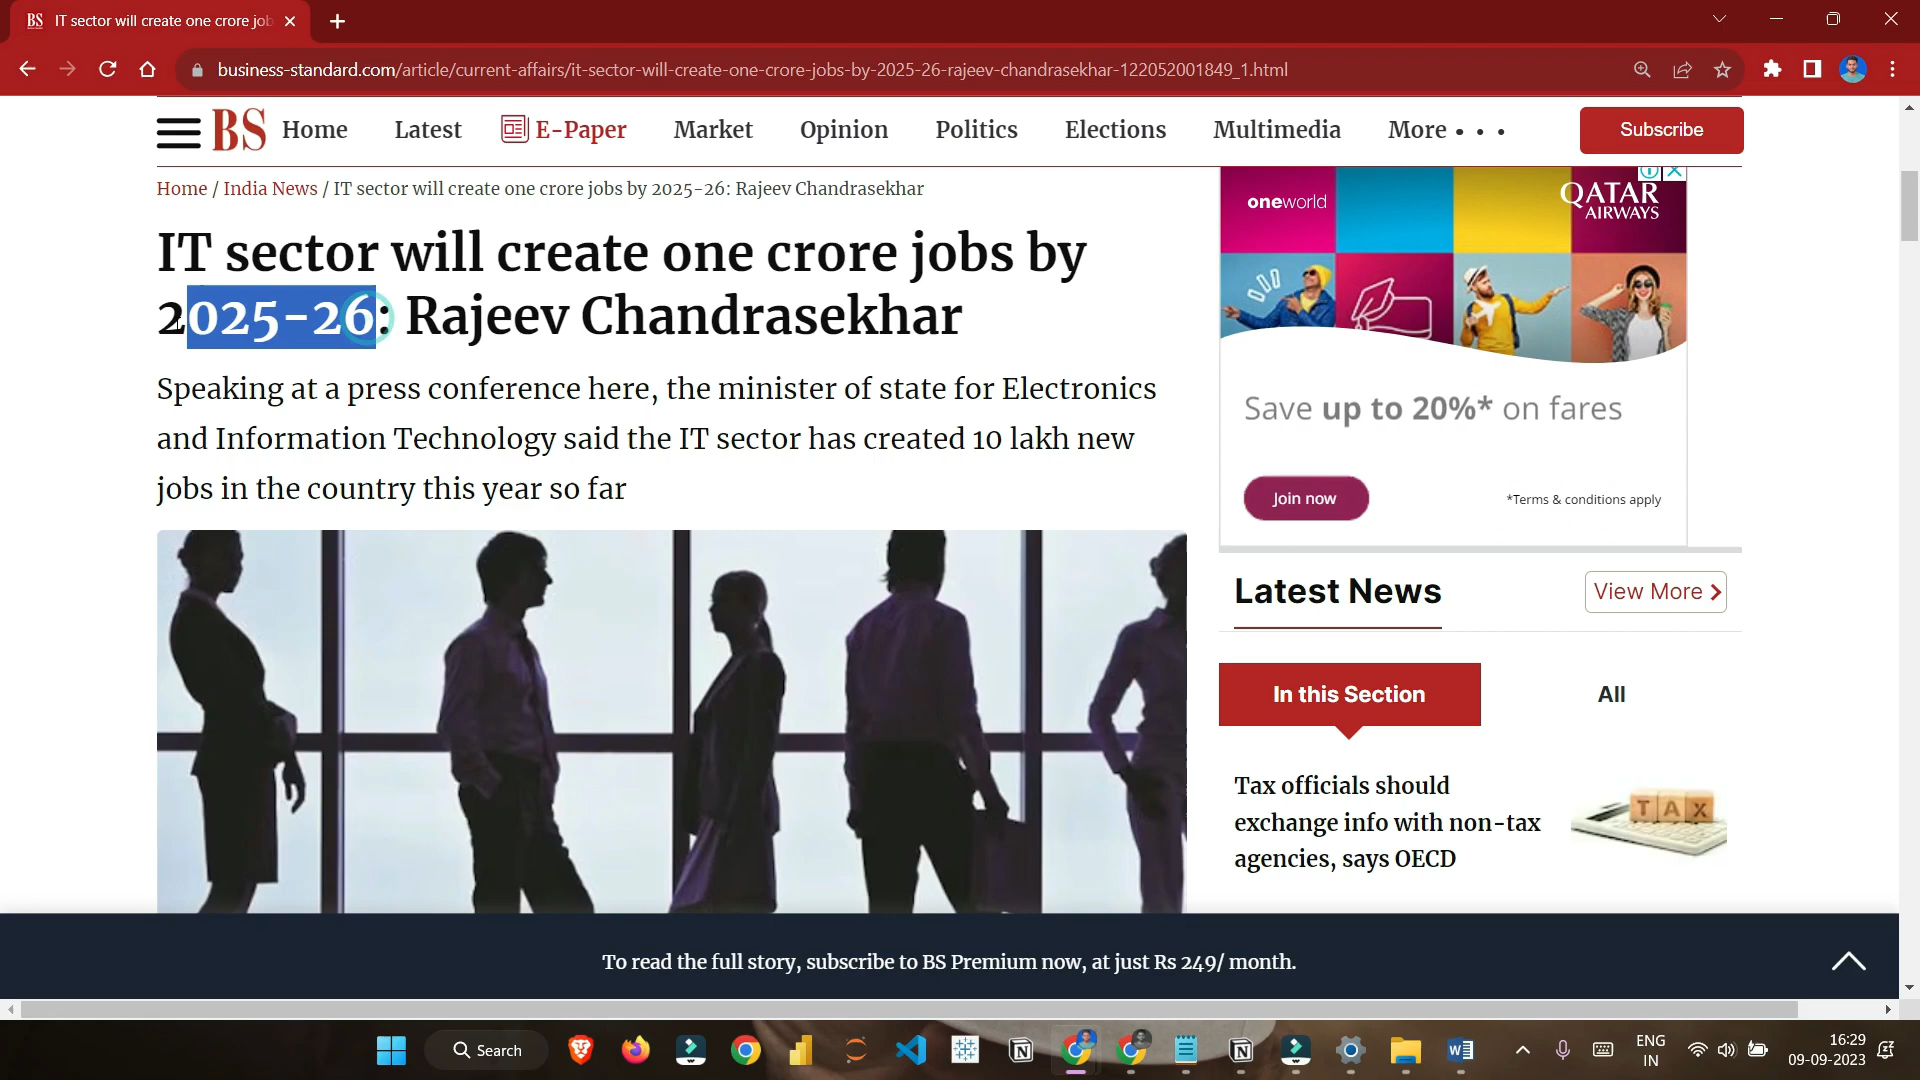 BS IT sector will create one crore job
business-standard.com/article/current-affairs/it-sector-will-create-one-crore-jobs-by-2025-26-rajeev-chandrasekhar-122052001849_1.html
BS Home Latest E-Paper Market Opinion Politics Elections Multimedia More Subscribe
Home / India News / IT sector will create one crore jobs by 2025-26: Rajeev Chandrasekhar
IT sector will create one crore jobs by
2025-26: Rajeev Chandrasekhar
Speaking at a press conference here, the minister of state for Electronics
and Information Technology said the IT sector has created 10 lakh new
jobs in the country this year so far
oneworld
QATAR
AIRWAYS
Save up to 20%* on fares
Join now
*Terms & conditions apply
Latest News
View More
In this Section
All
Tax officials should
exchange info with non-tax
agencies, says OECD
TAX
To read the full story, subscribe to BS Premium now, at just Rs 249/ month.
Search
ENG
IN
16:29
09-09-2023